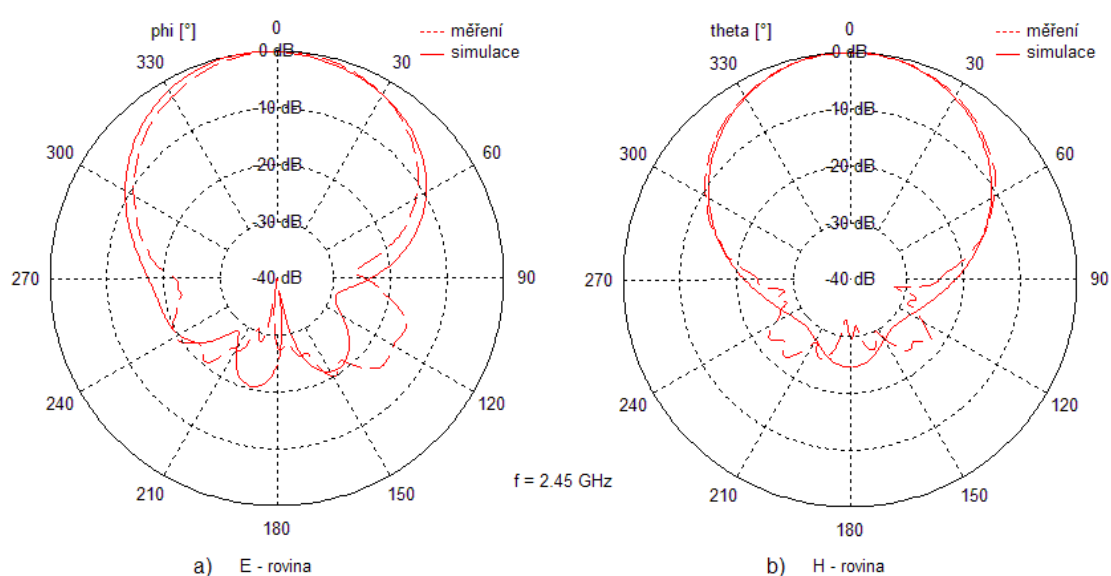 phi [°]
0
měření
simulace
0 dB
330
30
-10 dB
300
60
-20 dB
-30 dB
270
-40 dB
90
240
120
210
150
180
a) E - rovina
f = 2.45 GHz
theta [°]
0
měření
simulace
0 dB
330
30
-10 dB
300
60
-20 dB
-30 dB
270
-40 dB
90
240
120
210
150
180
b) H - rovina